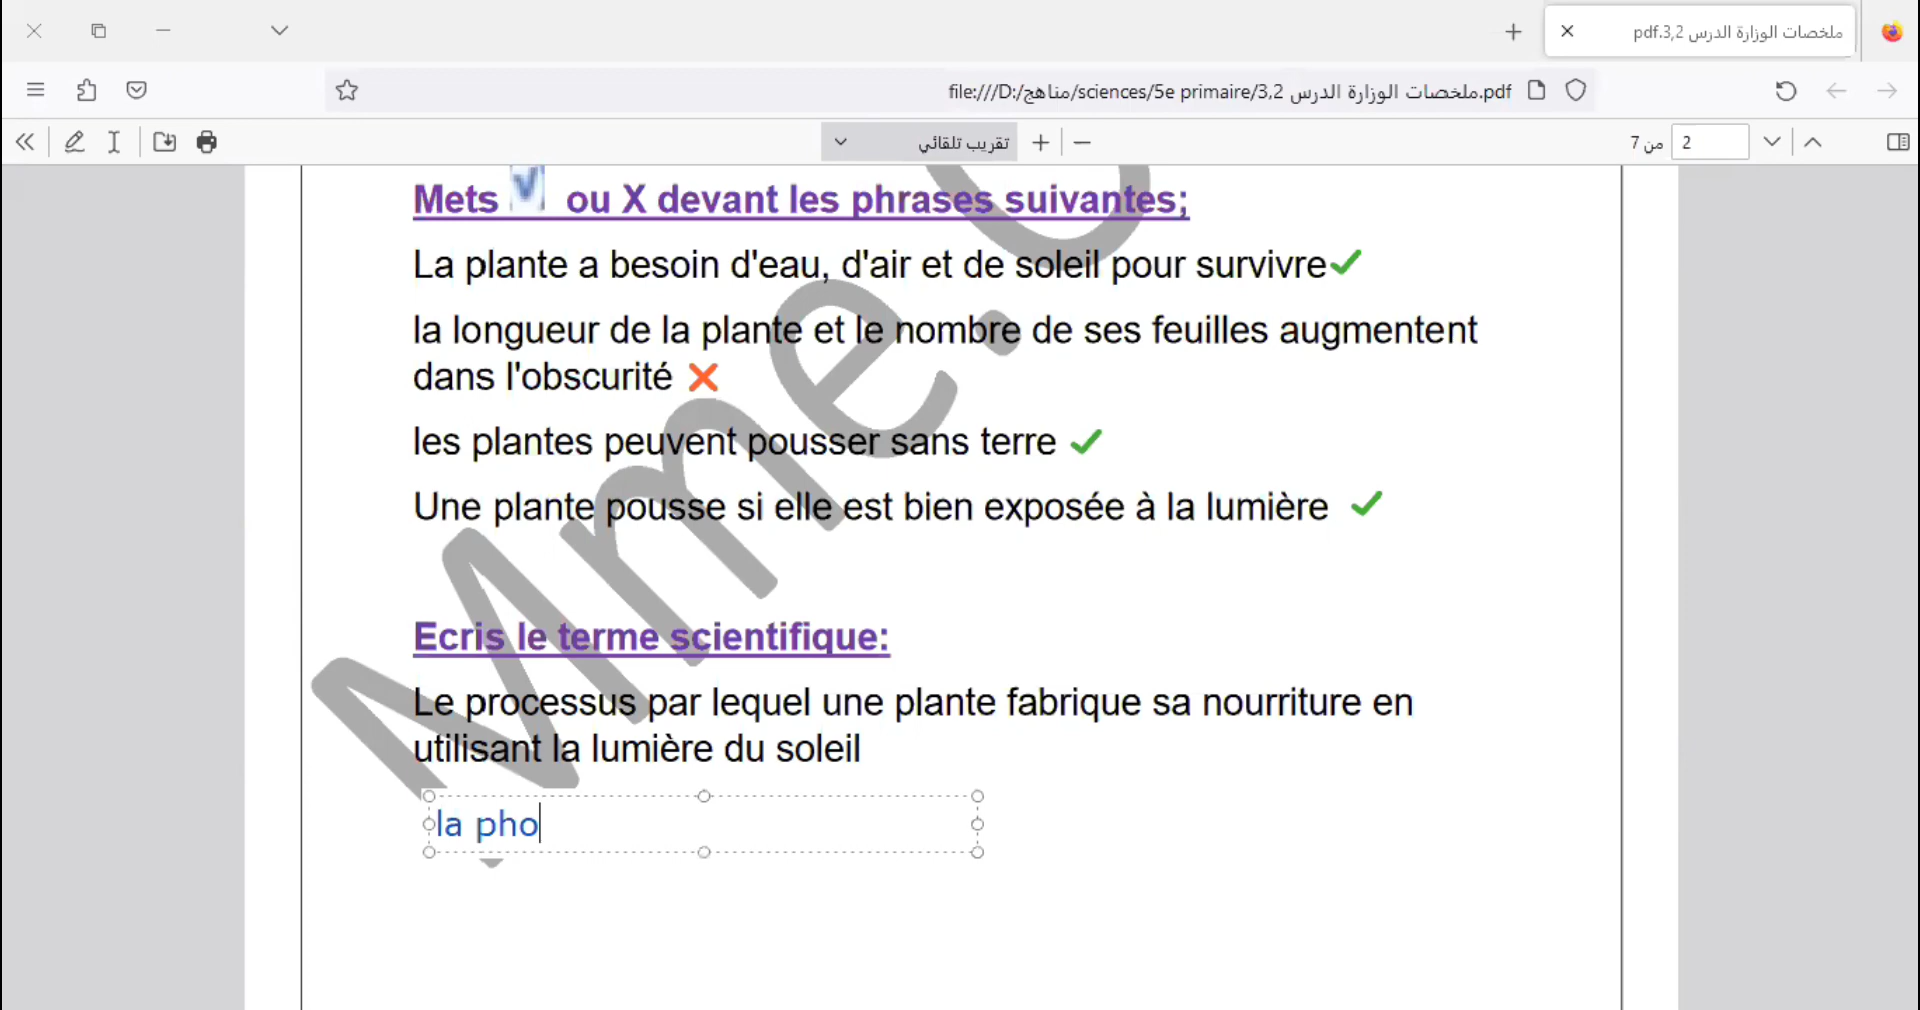 ملخصات الوزارة الدرس 3,2.pdf
file:///D:/مناهج/sciences/5e primaire/3,2 ملخصات الوزارة الدرس.pdf
تقريب تلقائي
2
من 7
Mets ou X devant les phrases suivantes;
La plante a besoin d'eau, d'air et de soleil pour survivre
la longueur de la plante et le nombre de ses feuilles augmentent
dans l'obscurité
les plantes peuvent pousser sans terre
Une plante pousse si elle est bien exposée à la lumière
Ecris le terme scientifique:
Le processus par lequel une plante fabrique sa nourriture en
utilisant la lumière du soleil
la pho
Mme.